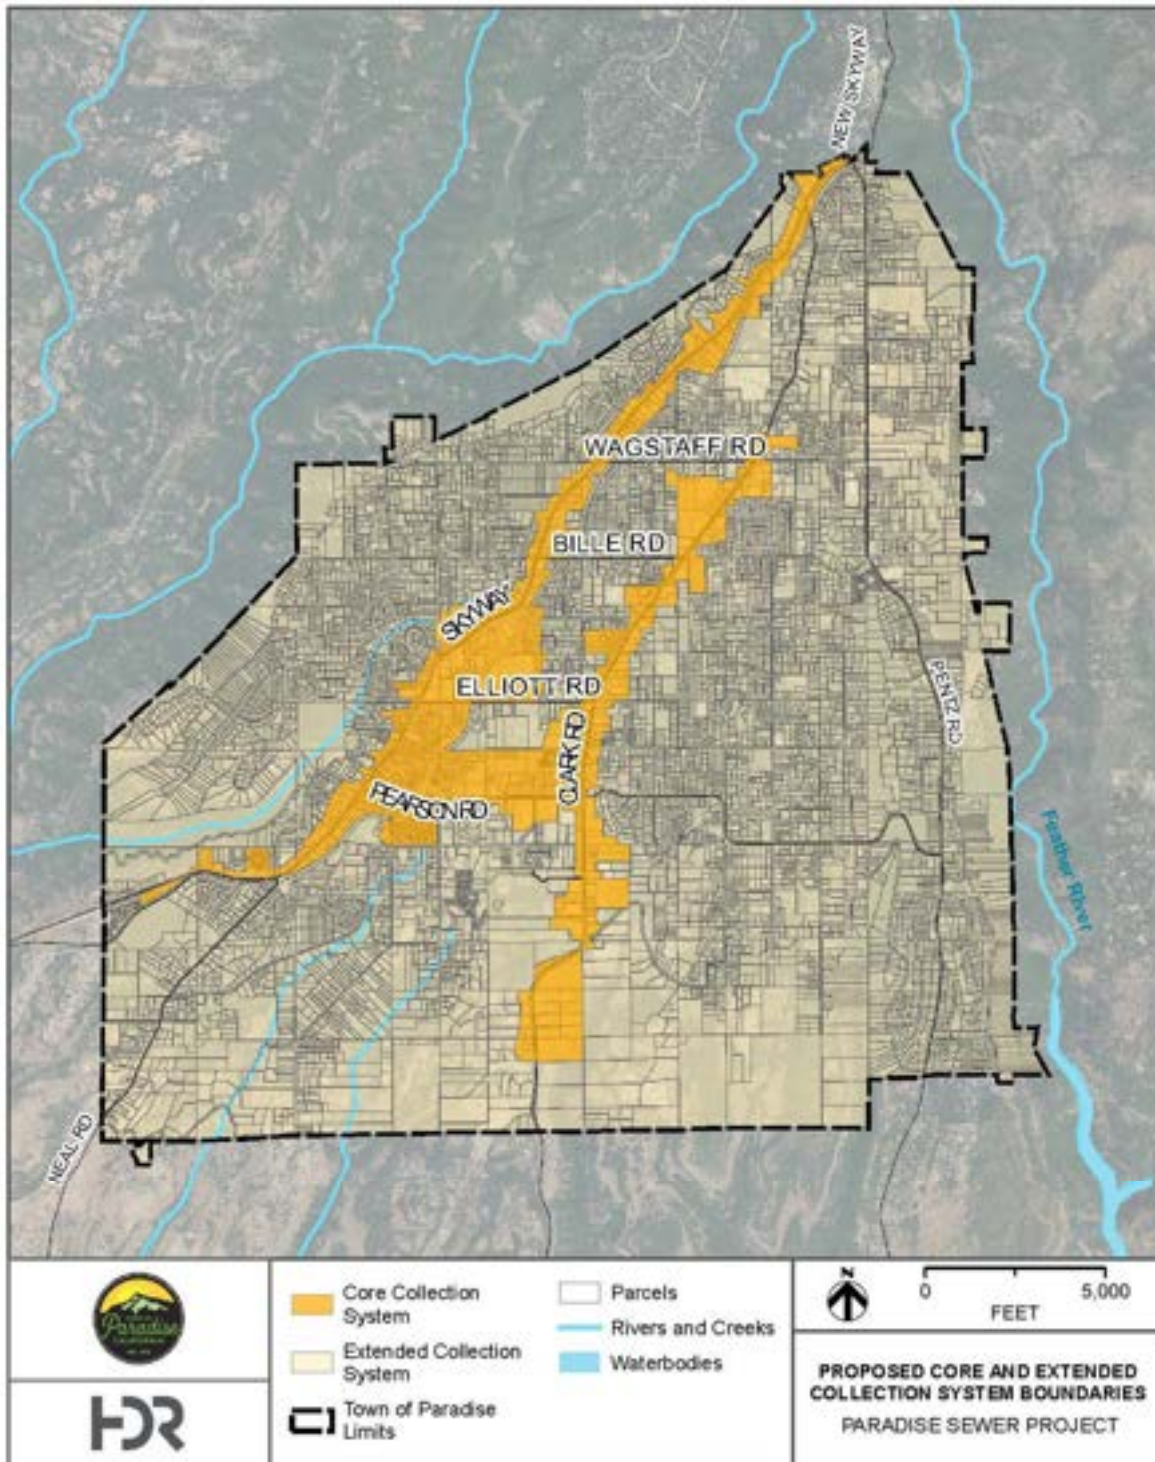 NEW SKYWAY
WAGSTAFF RD
BILLE RD
SKYWAY
ELLIOTT RD
PENTZ RD
CLARK RD
PEARSON RD
Feather River
NEAL RD
Paradise
HDR
Core Collection
System
Extended Collection
System
Town of Paradise
Limits
Parcels
Rivers and Creeks
Waterbodies
N
0 5,000
FEET
PROPOSED CORE AND EXTENDED
COLLECTION SYSTEM BOUNDARIES
PARADISE SEWER PROJECT